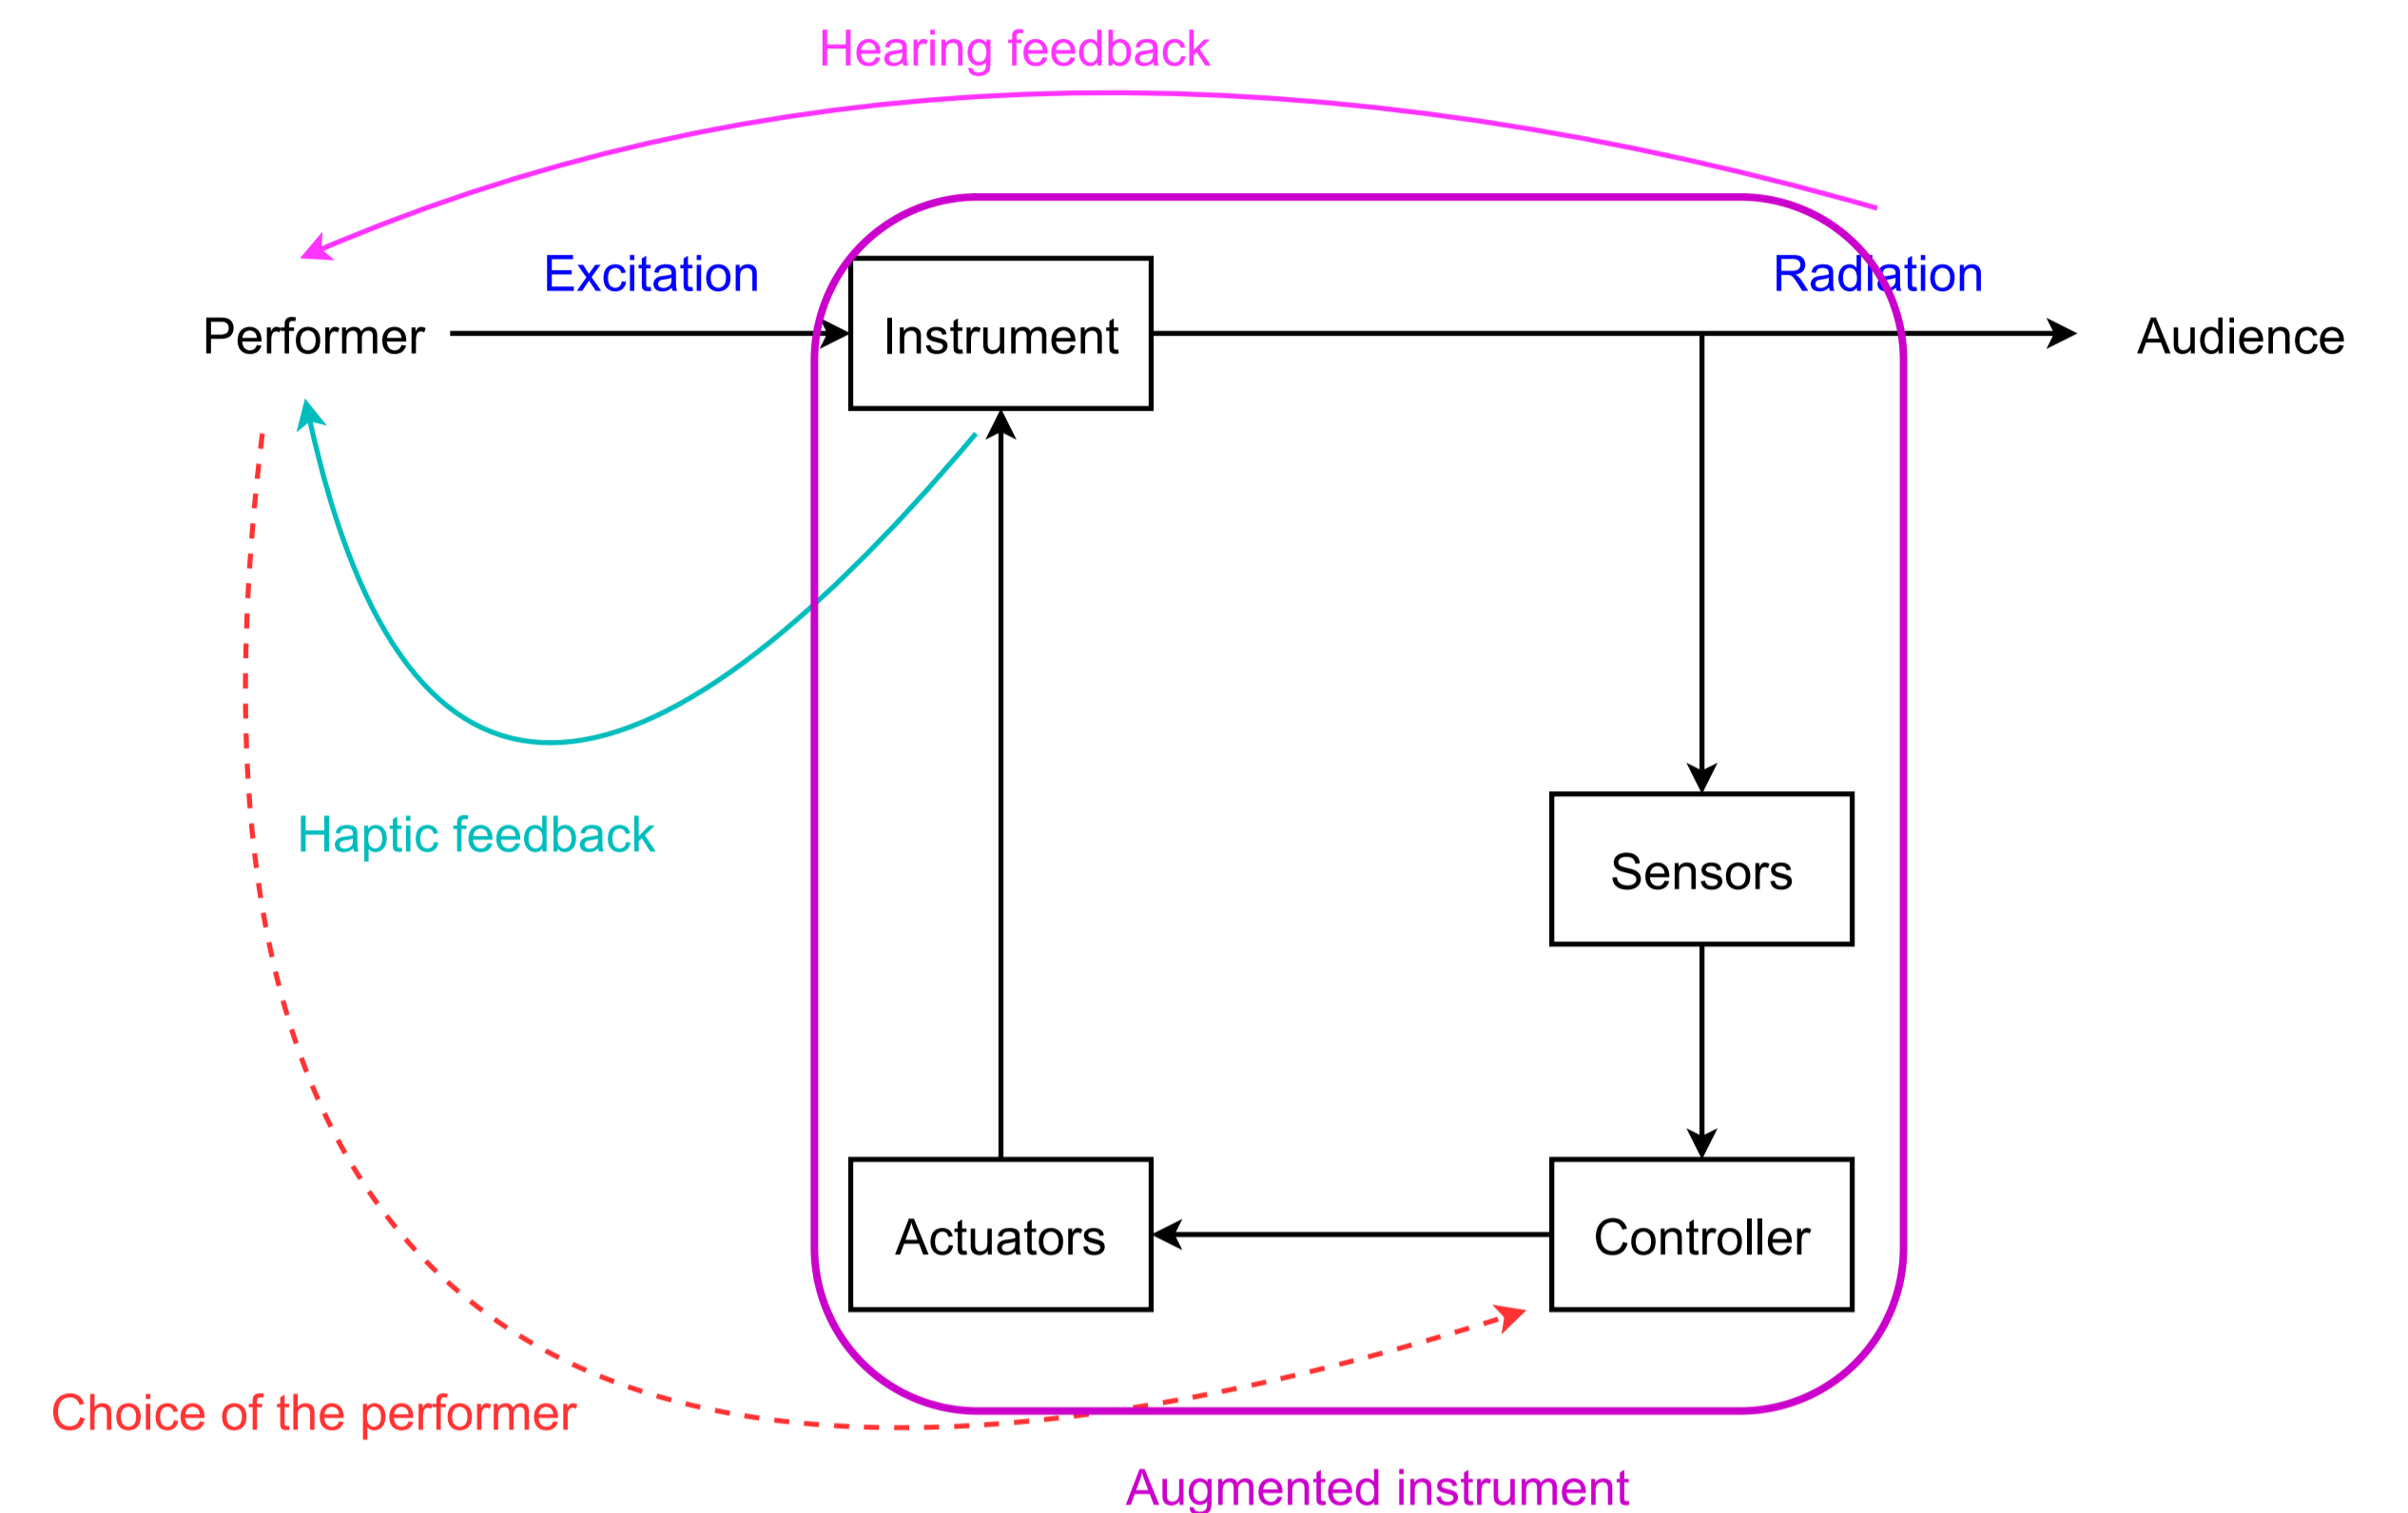 Hearing feedback
Excitation
Radiation
Performer
Instrument
Audience
Haptic feedback
Sensors
Actuators
Controller
Choice of the performer
Augmented instrument